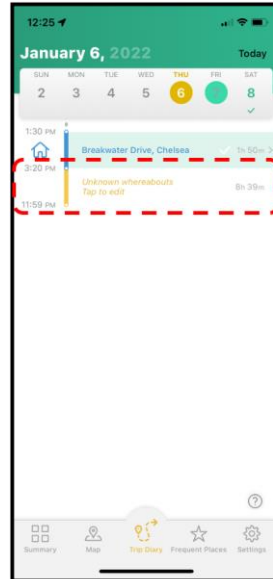 12:25
January 6, 2022
Today
SUN MON TUE WED THU FRI SAT
2 3 4 5 6 7 8
1:30 PM
Breakwater Drive, Chelsea 1h 50m
3:20 PM
Unknown whereabouts
Tap to edit
8h 39m
11:59 PM
Summary Map Trip Diary Frequent Places Settings